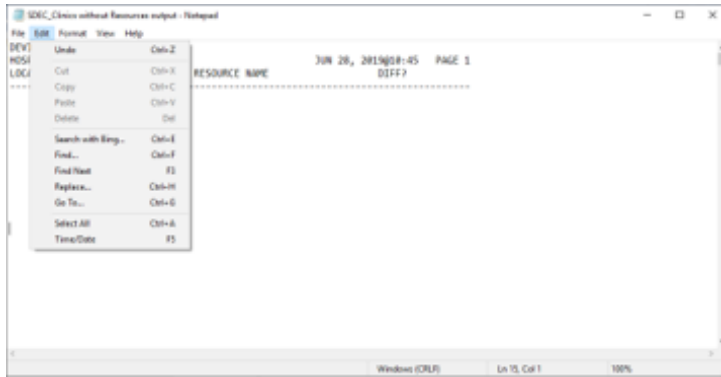 SDEC_Clinics without Resources output - Notepad
File Edit Format View Help
DEVI
HOSP JUN 28, 2019@10:45 PAGE 1
LOCA RESOURCE NAME DIFF?
Undo Ctrl+Z
Cut Ctrl+X
Copy Ctrl+C
Paste Ctrl+V
Delete Del
Search with Bing... Ctrl+E
Find... Ctrl+F
Find Next F3
Replace... Ctrl+H
Go To... Ctrl+G
Select All Ctrl+A
Time/Date F5
Windows (CRLF) Ln 15, Col 1 100%